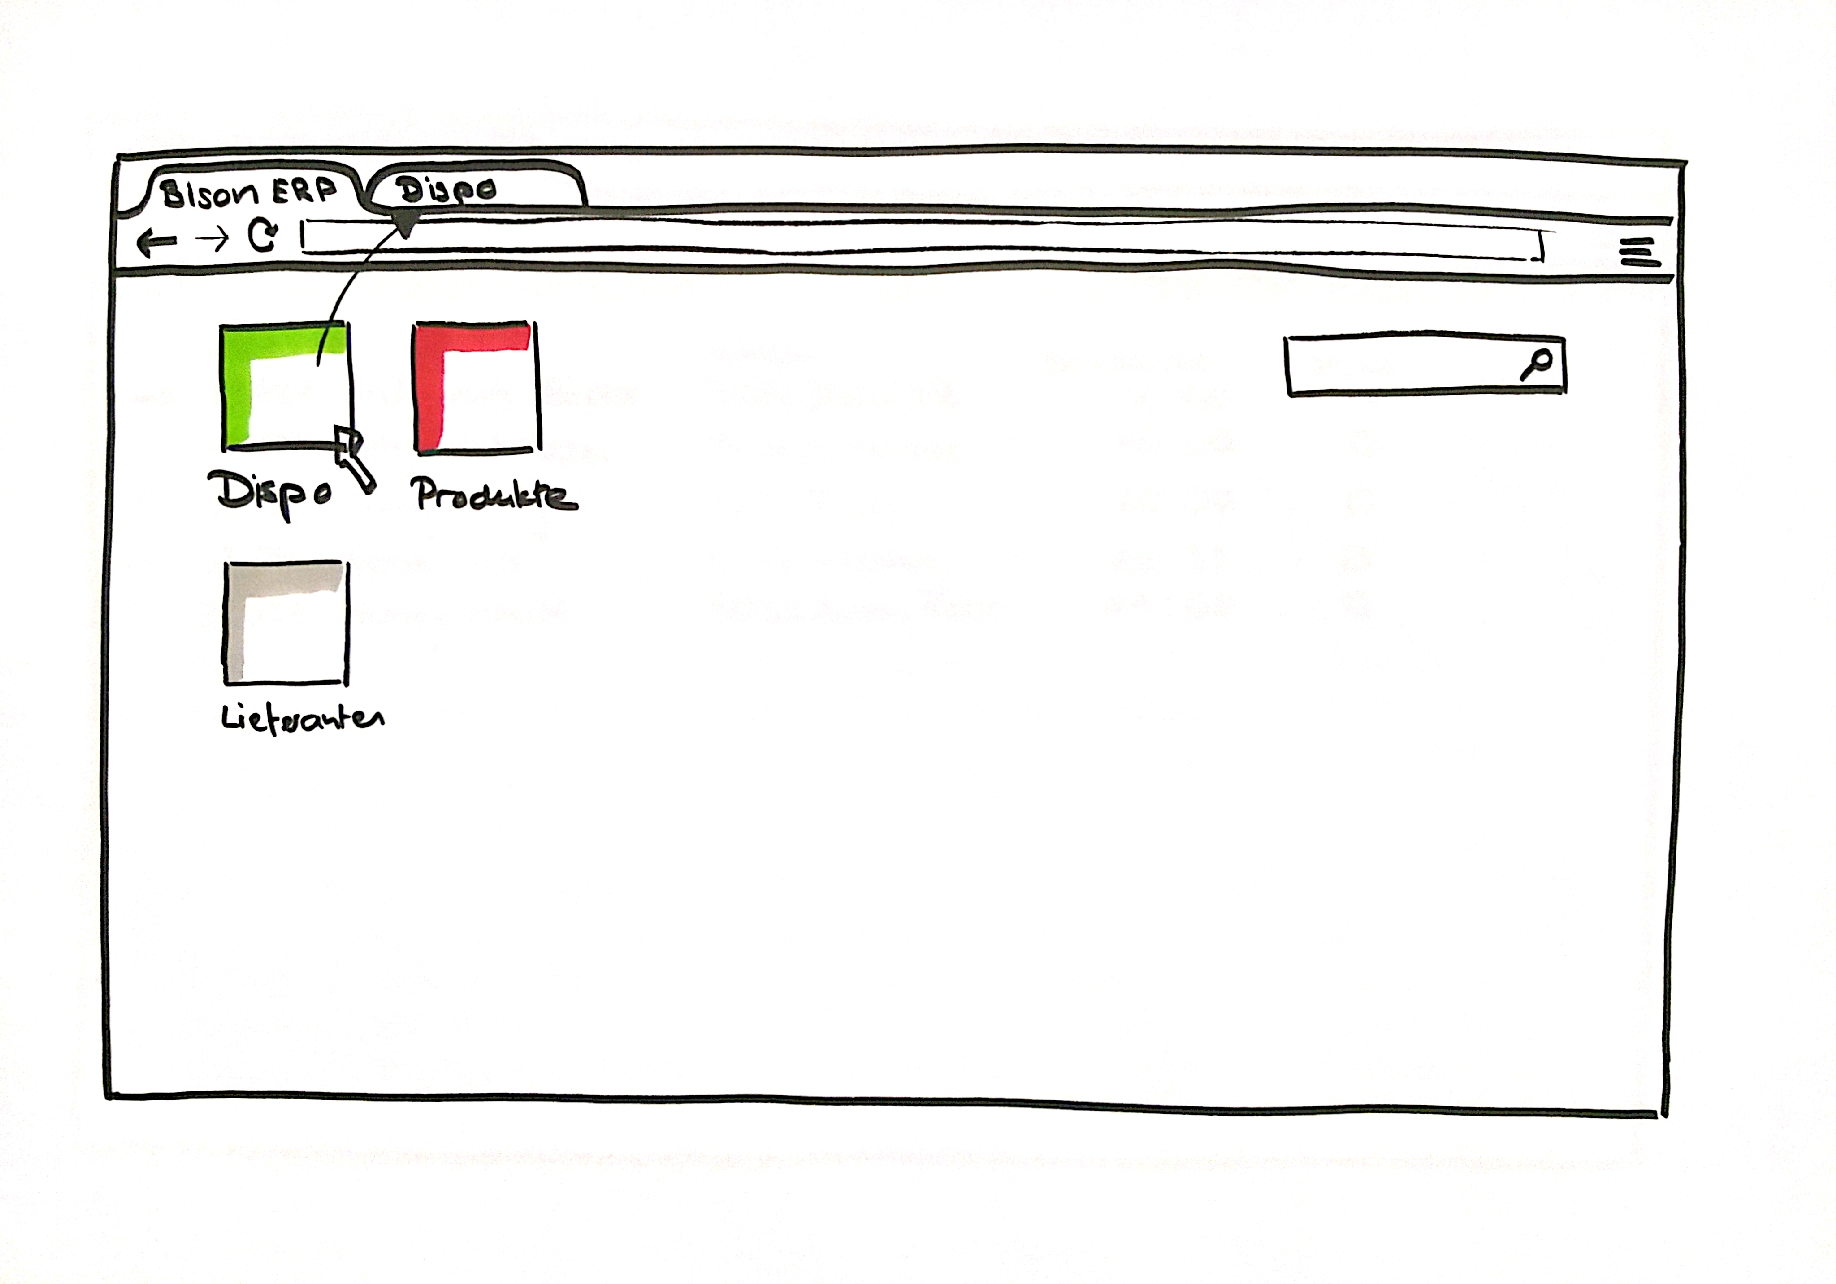 Bison ERP
Dispo
Dispo
Produkte
Lieferanten